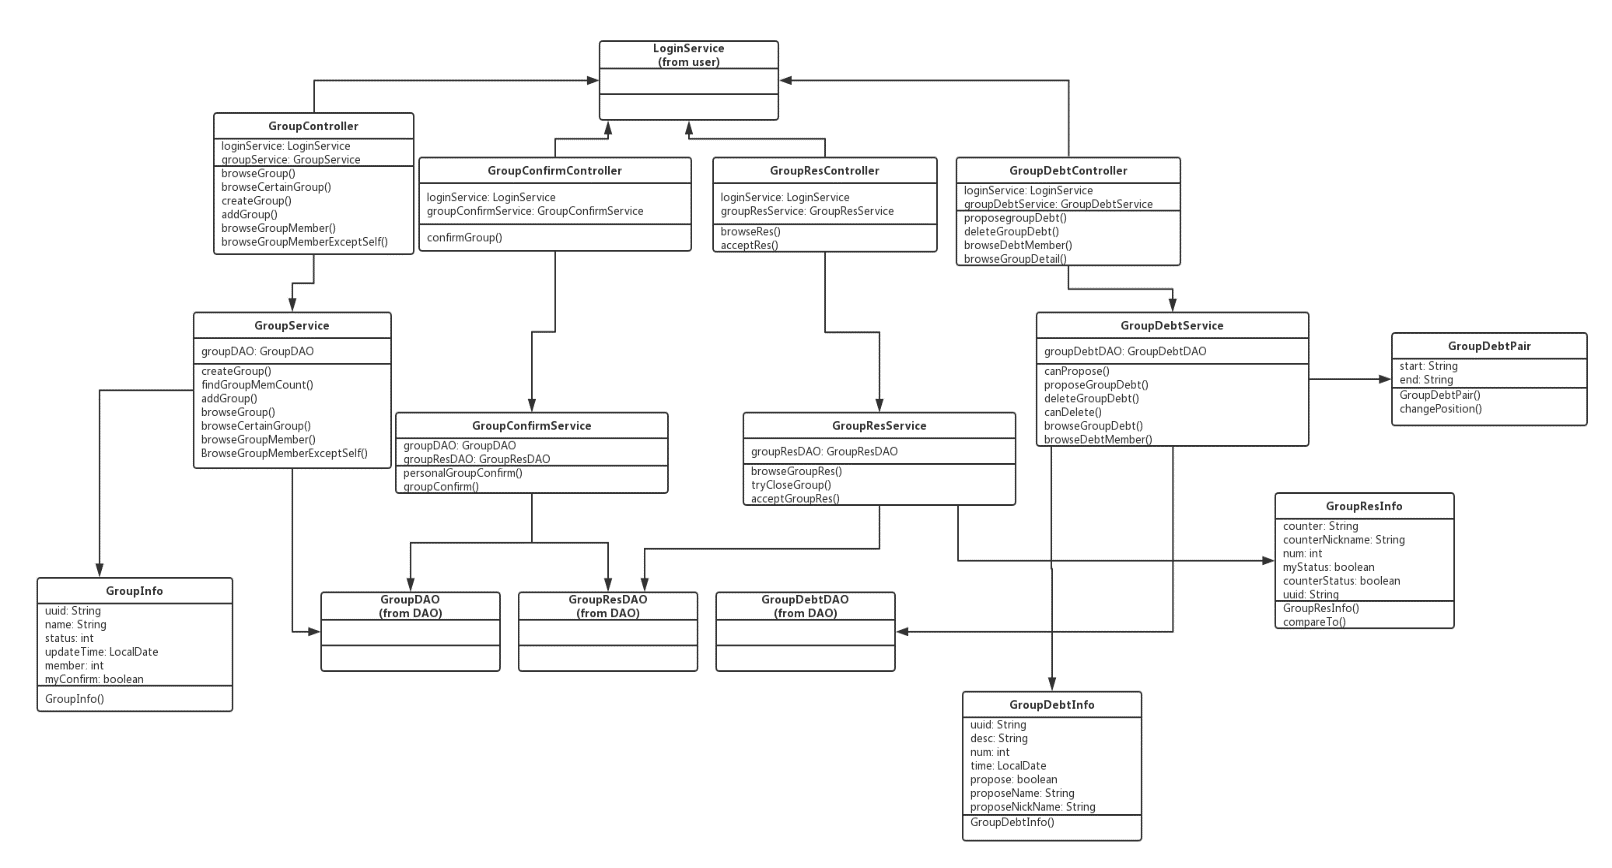 LoginService
(from user)
GroupController
loginService: LoginService
groupService: GroupService
browseGroup()
browseCertainGroup()
createGroup()
addGroup()
browseGroupMember()
browseGroupMemberExceptSelf()
GroupConfirmController
loginService: LoginService
groupConfirmService: GroupConfirmService
confirmGroup()
GroupResController
loginService: LoginService
groupResService: GroupResService
browseRes()
acceptRes()
GroupDebtController
loginService: LoginService
groupDebtService: GroupDebtService
proposegroupDebt()
deleteGroupDebt()
browseDebtMember()
browseGroupDetail()
GroupService
groupDAO: GroupDAO
createGroup()
findGroupMemCount()
addGroup()
browseGroup()
browseCertainGroup()
browseGroupMember()
BrowseGroupMemberExceptSelf()
GroupDebtService
groupDebtDAO: GroupDebtDAO
canPropose()
proposeGroupDebt()
deleteGroupDebt()
canDelete()
browseGroupDebt()
browseDebtMember()
GroupDebtPair
start: String
end: String
GroupDebtPair()
changePosition()
GroupConfirmService
groupDAO: GroupDAO
groupResDAO: GroupResDAO
personalGroupConfirm()
groupConfirm()
GroupResService
groupResDAO: GroupResDAO
browseGroupRes()
tryCloseGroup()
acceptGroupRes()
GroupResInfo
counter: String
counterNickname: String
num: int
myStatus: boolean
counterStatus: boolean
uuid: String
GroupResInfo()
compareTo()
GroupInfo
uuid: String
name: String
status: int
updateTime: LocalDate
member: int
myConfirm: boolean
GroupInfo()
GroupDAO
(from DAO)
GroupResDAO
(from DAO)
GroupDebtDAO
(from DAO)
GroupDebtInfo
uuid: String
desc: String
num: int
time: LocalDate
propose: boolean
proposeName: String
proposeNickName: String
GroupDebtInfo()